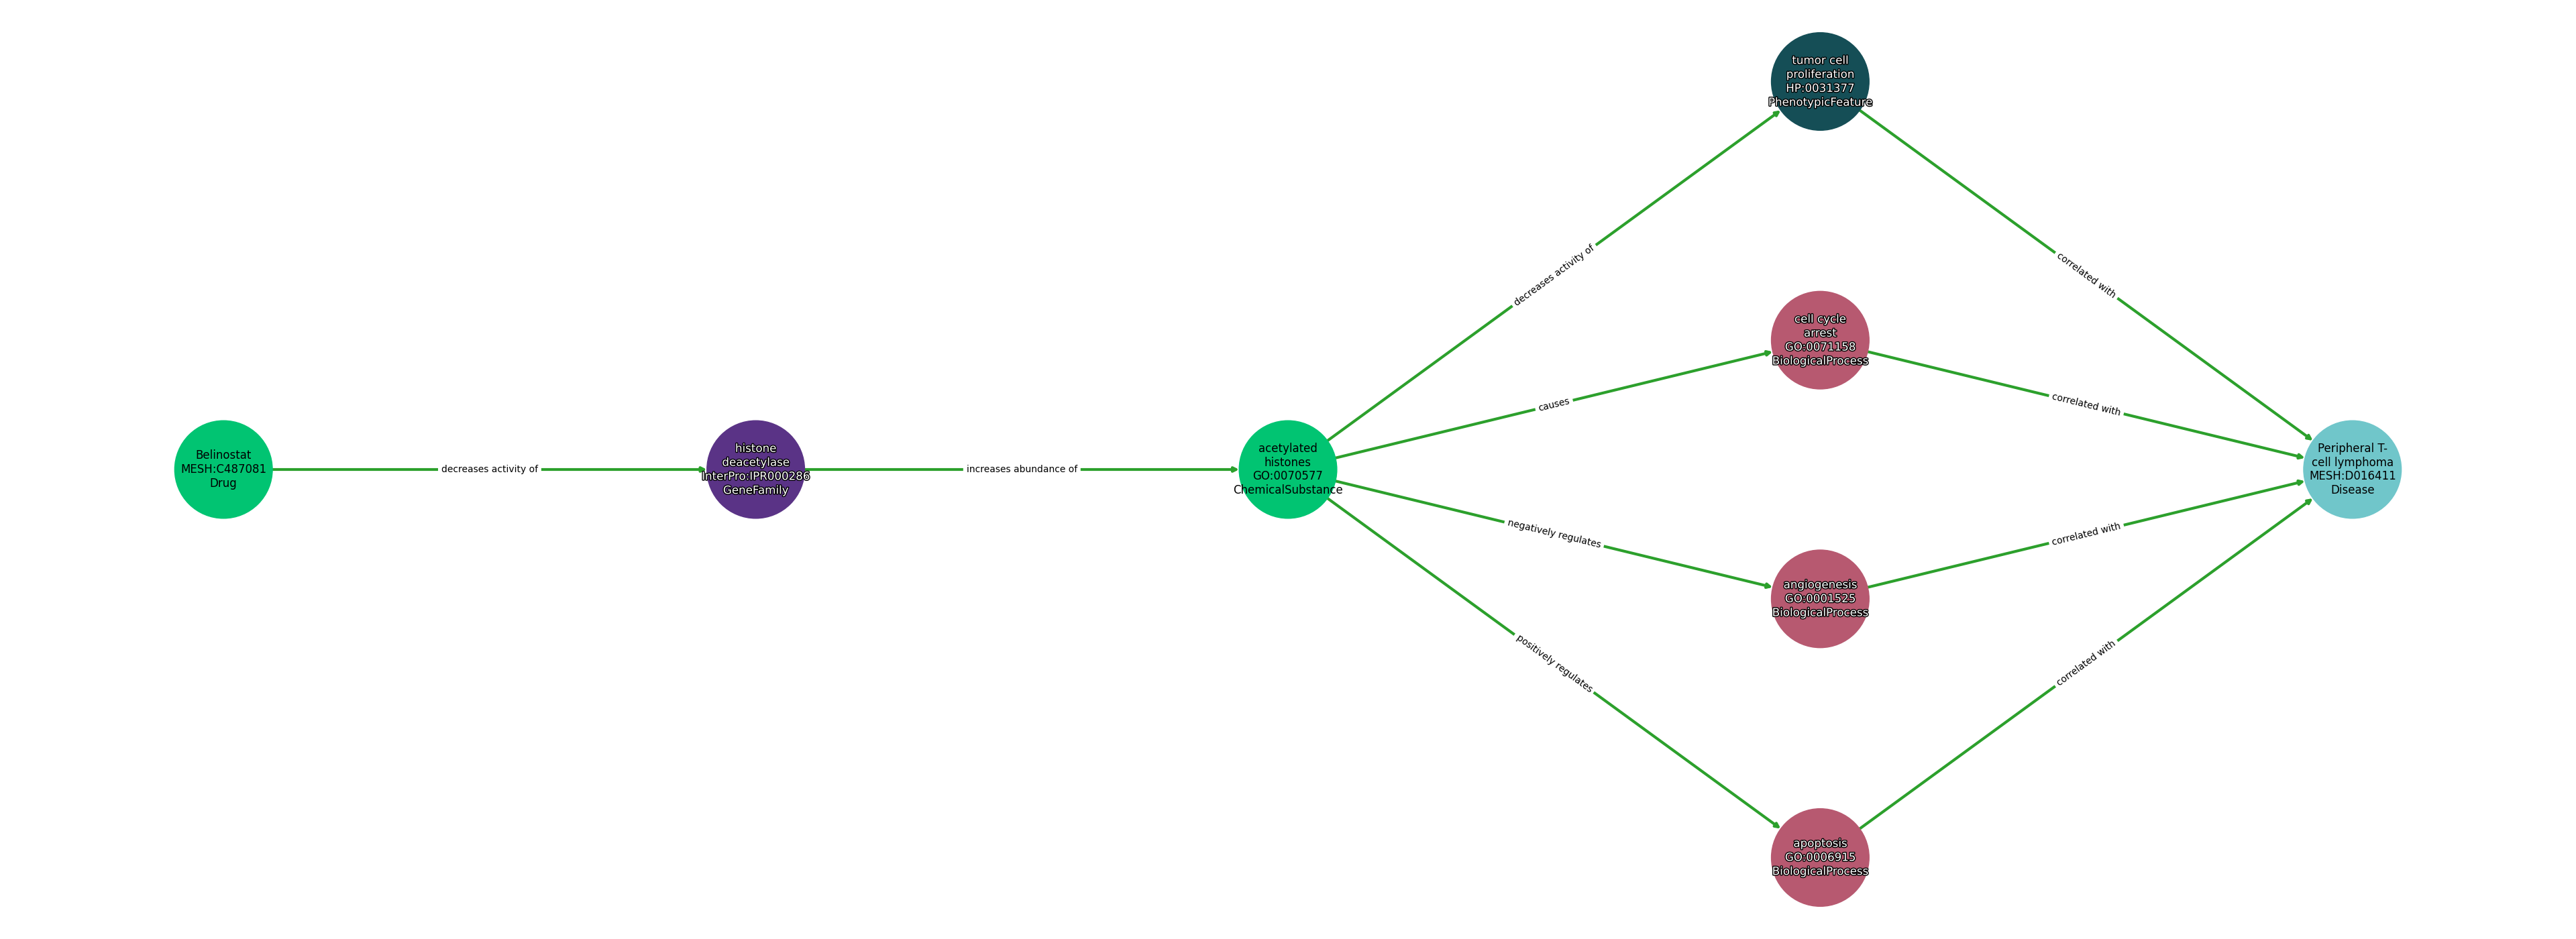 Belinostat
MESH:C487081
Drug
decreases activity of
histone
deacetylase
InterPro:IPR000286
GeneFamily
increases abundance of
acetylated
histones
GO:0070577
ChemicalSubstance
decreases activity of
causes
negatively regulates
positively regulates
tumor cell
proliferation
HP:0031377
PhenotypicFeature
cell cycle
arrest
GO:0071158
BiologicalProcess
angiogenesis
GO:0001525
BiologicalProcess
apoptosis
GO:0006915
BiologicalProcess
correlated with
correlated with
correlated with
correlated with
Peripheral T-
cell lymphoma
MESH:D016411
Disease